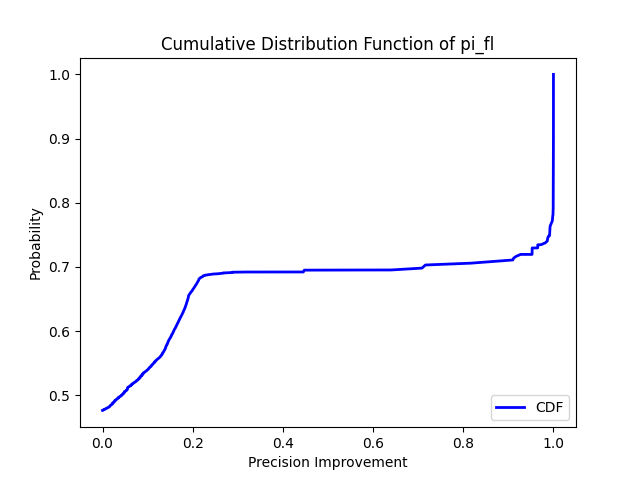 Cumulative Distribution Function of pi_fl
1.0
0.9
0.8
0.7
0.6
0.5
Probability
0.0 0.2 0.4 0.6 0.8 1.0
Precision Improvement
CDF